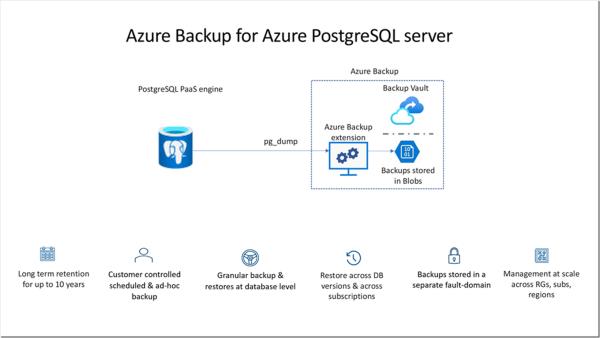 Azure Backup for Azure PostgreSQL server
Azure Backup
PostgreSQL PaaS engine
Backup Vault
Azure Backup
extension
pg_dump
10
01
Backups stored
in Blobs
Long term retention
for up to 10 years
Customer controlled
scheduled & ad-hoc
backup
Granular backup &
restores at database level
Restore across DB
versions & across
subscriptions
Backups stored in a
separate fault-domain
Management at scale
across RGs, subs,
regions